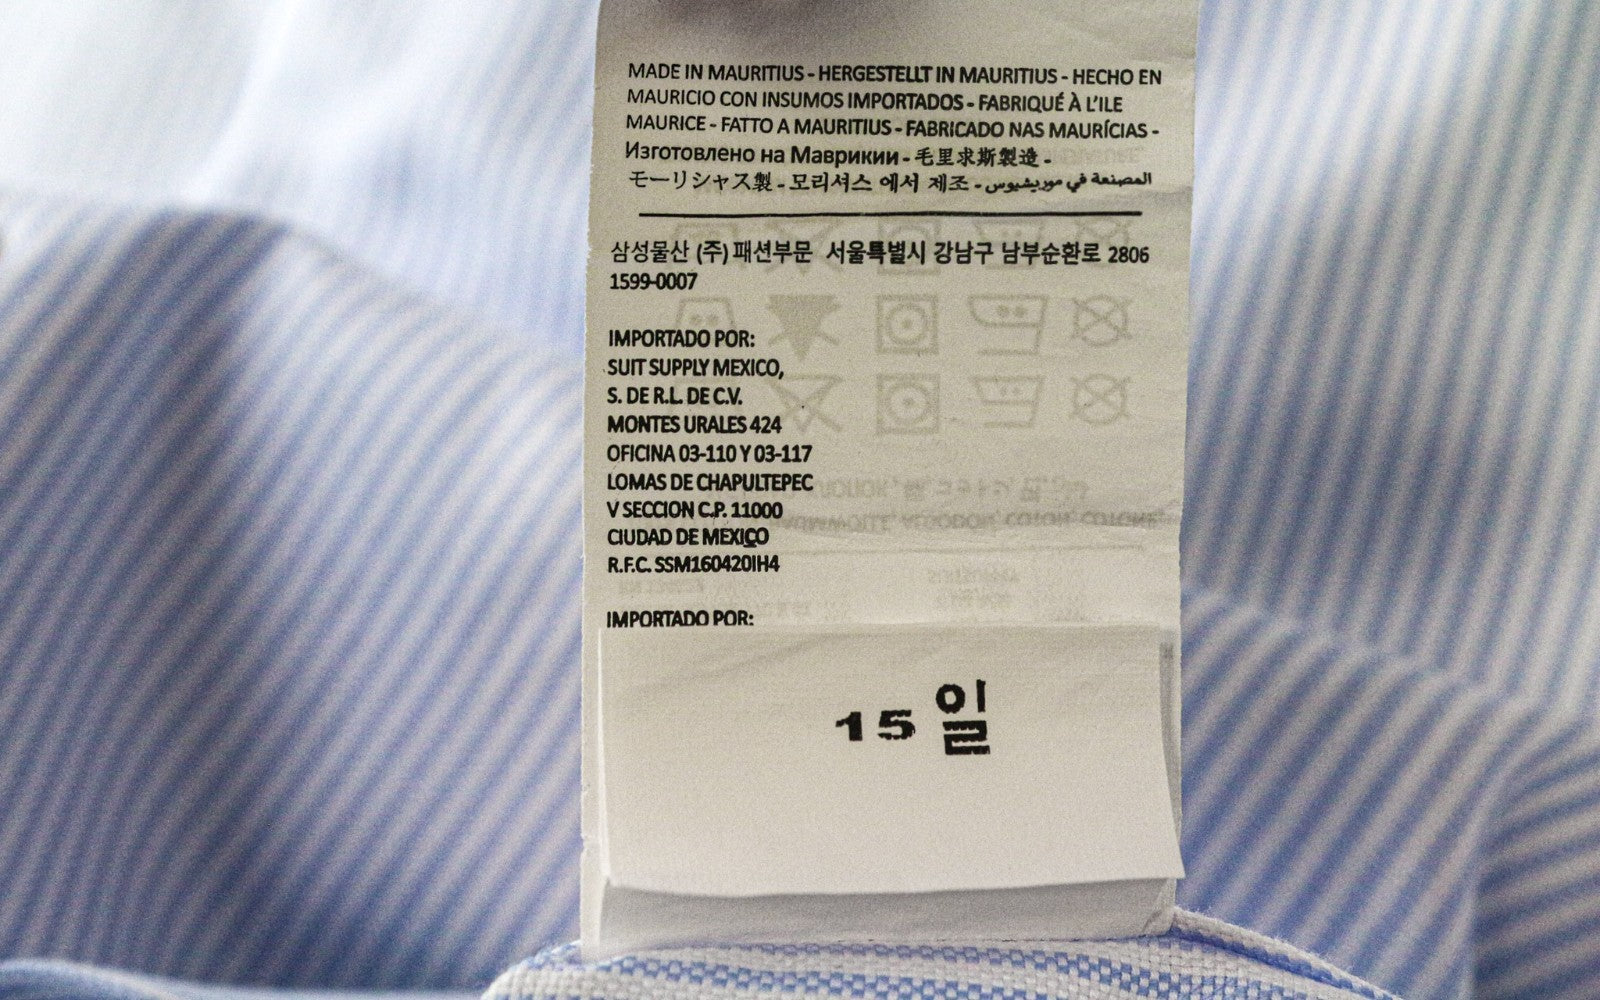 MADE IN MAURITIUS - HERGESTELLT IN MAURITIUS - HECHO EN
MAURICIO CON INSUMOS IMPORTADOS - FABRIQUÉ À L'ILE
MAURICE - FATTO A MAURITIUS - FABRICADO NAS MAURÍCIAS -
Изготовлено на Маврикии - 毛里求斯製造 -
モーリシャス製 - 모리셔스 에서 제조 - المصنعة في موريشيوس
삼성물산 (주) 패션부문 서울특별시 강남구 남부순환로 2806
1599-0007
IMPORTADO POR:
SUIT SUPPLY MEXICO,
S. DE R.L. DE C.V.
MONTES URALES 424
OFICINA 03-110 Y 03-117
LOMAS DE CHAPULTEPEC
V SECCION C.P. 11000
CIUDAD DE MEXICO
R.F.C. SSM160420IH4
IMPORTADO POR:
15 일